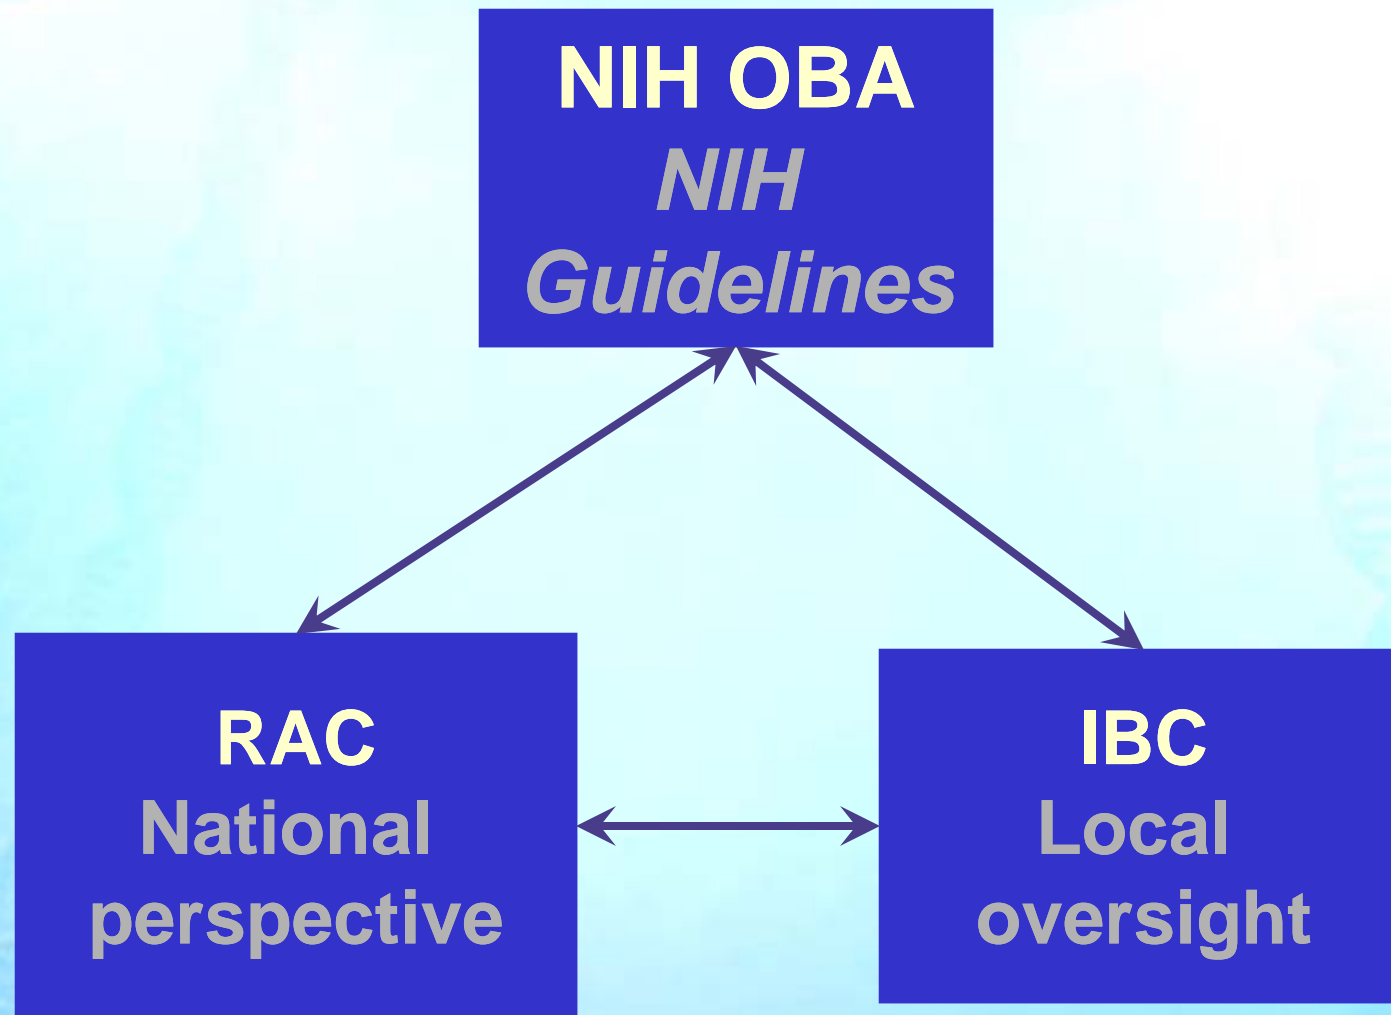 NIH OBA
NIH
Guidelines
RAC
National
perspective
IBC
Local
oversight